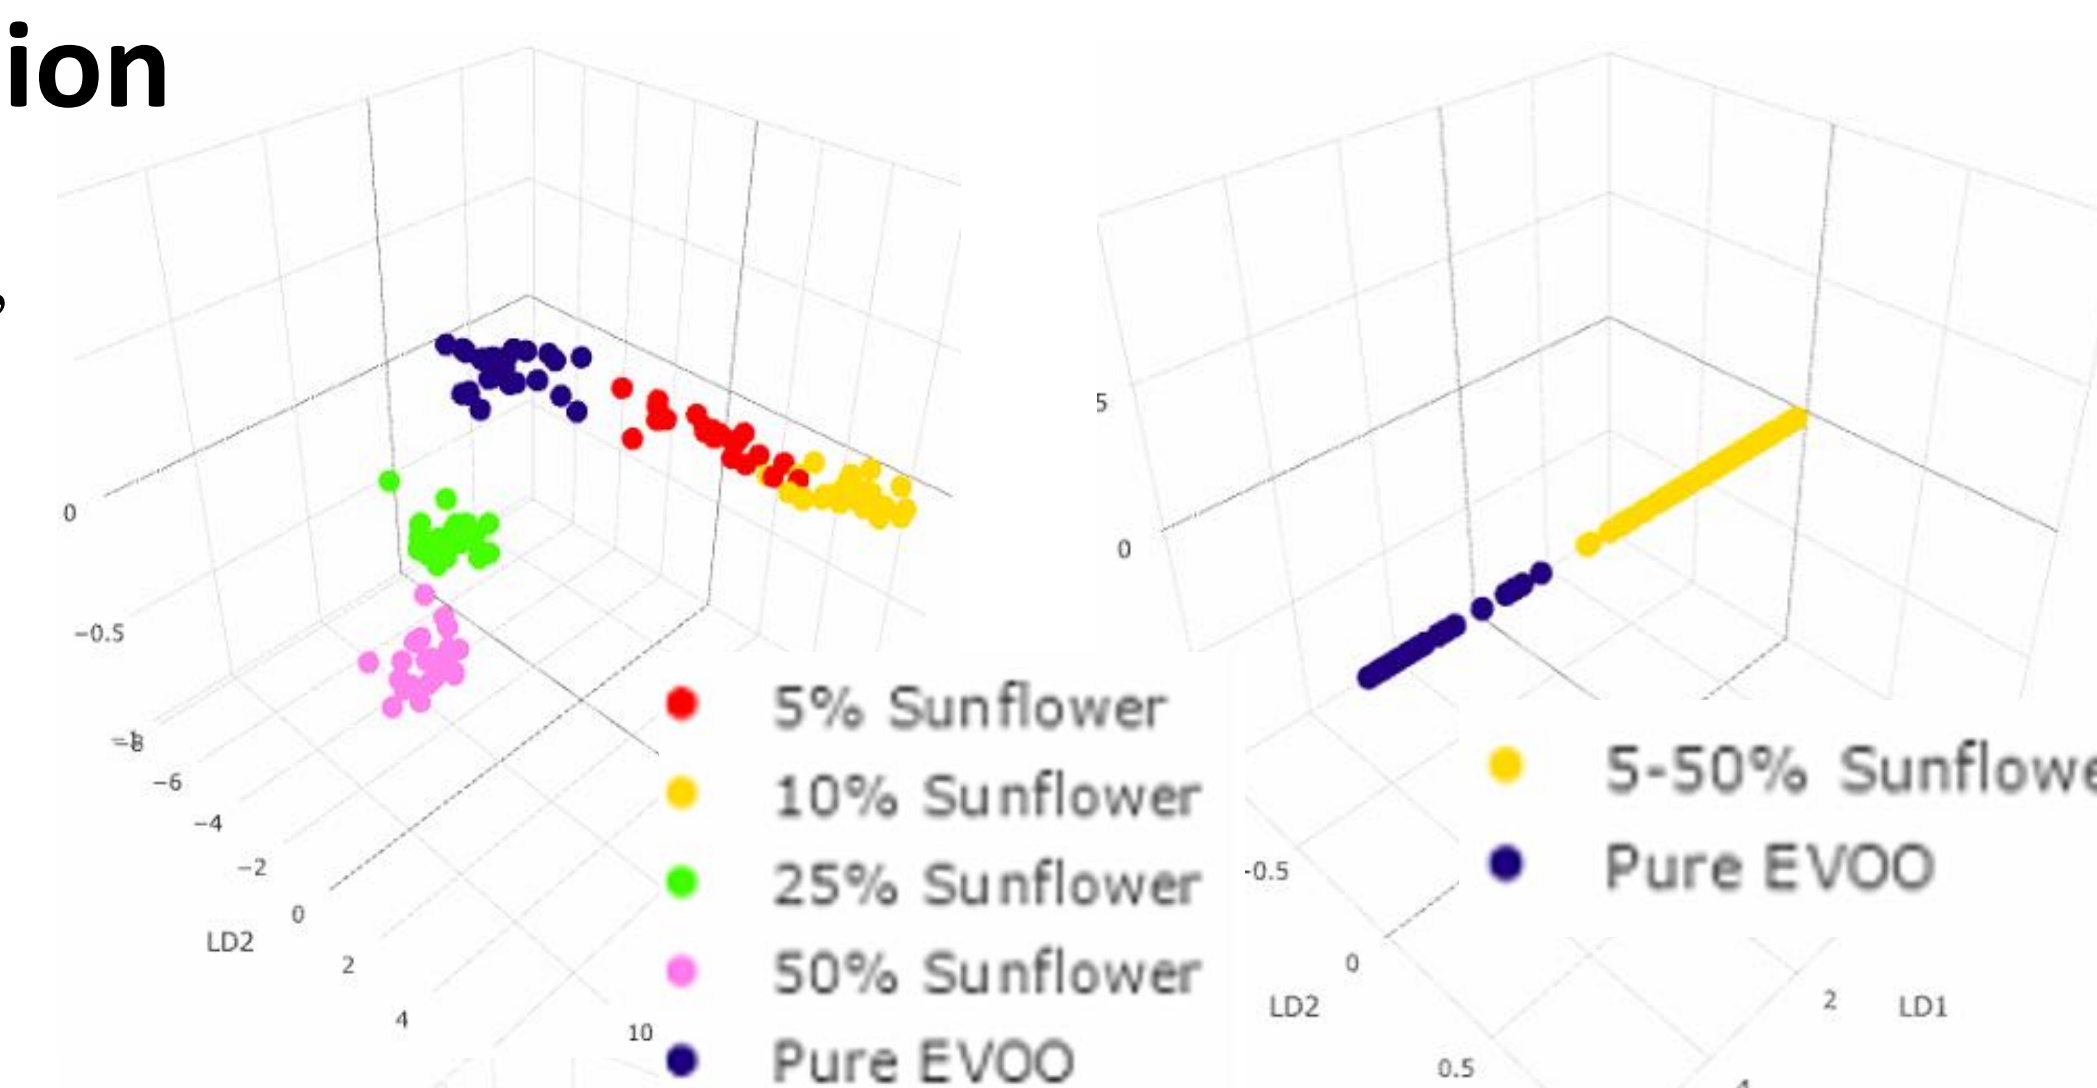 ion
,
0
−0.5
−8
−6
−4
−2
0
LD2
2
4
10
5% Sunflower
10% Sunflower
25% Sunflower
50% Sunflower
Pure EVOO
5
0
-0.5
0
LD2
0.5
2
LD1
5-50% Sunflowe
Pure EVOO